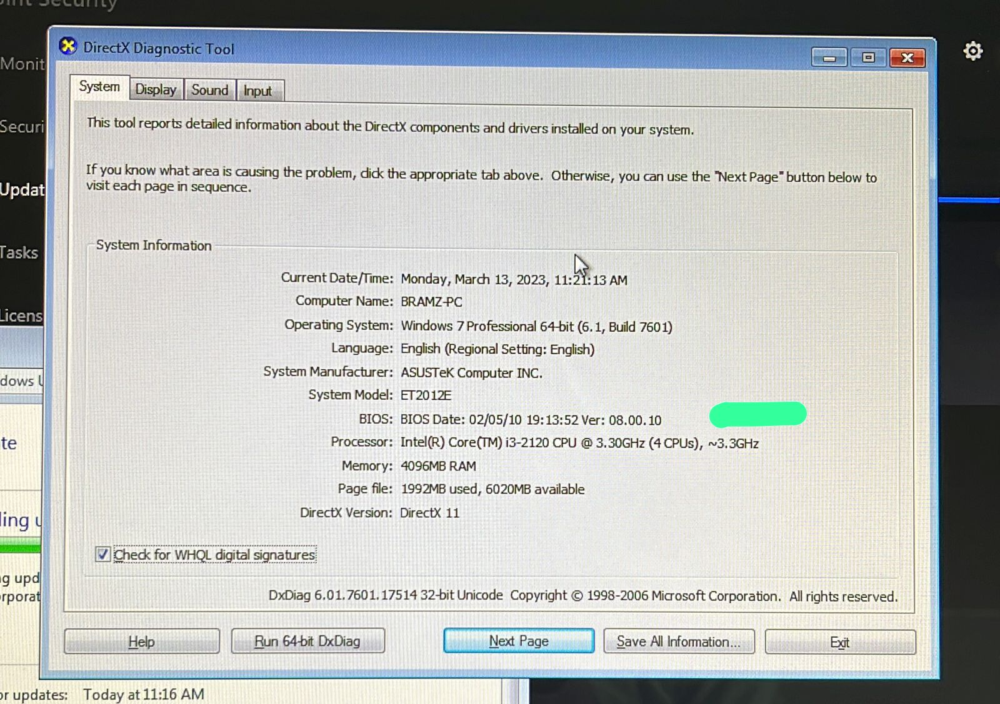 Security
DirectX Diagnostic Tool
Monit
Securi
Updat
Tasks
Licens
dows U
te
ling u
g upd
rporat
System Display Sound Input
This tool reports detailed information about the DirectX components and drivers installed on your system.
If you know what area is causing the problem, click the appropriate tab above. Otherwise, you can use the "Next Page" button below to
visit each page in sequence.
System Information
Current Date/Time: Monday, March 13, 2023, 11:21:13 AM
Computer Name: BRAMZ-PC
Operating System: Windows 7 Professional 64-bit (6.1, Build 7601)
Language: English (Regional Setting: English)
System Manufacturer: ASUSTeK Computer INC.
System Model: ET2012E
BIOS: BIOS Date: 02/05/10 19:13:52 Ver: 08.00.10
Processor: Intel(R) Core(TM) i3-2120 CPU @ 3.30GHz (4 CPUs), ~3.3GHz
Memory: 4096MB RAM
Page file: 1992MB used, 6020MB available
DirectX Version: DirectX 11
Check for WHQL digital signatures
DxDiag 6.01.7601.17514 32-bit Unicode Copyright © 1998-2006 Microsoft Corporation. All rights reserved.
Help Run 64-bit DxDiag Next Page Save All Information... Exit
or updates: Today at 11:16 AM